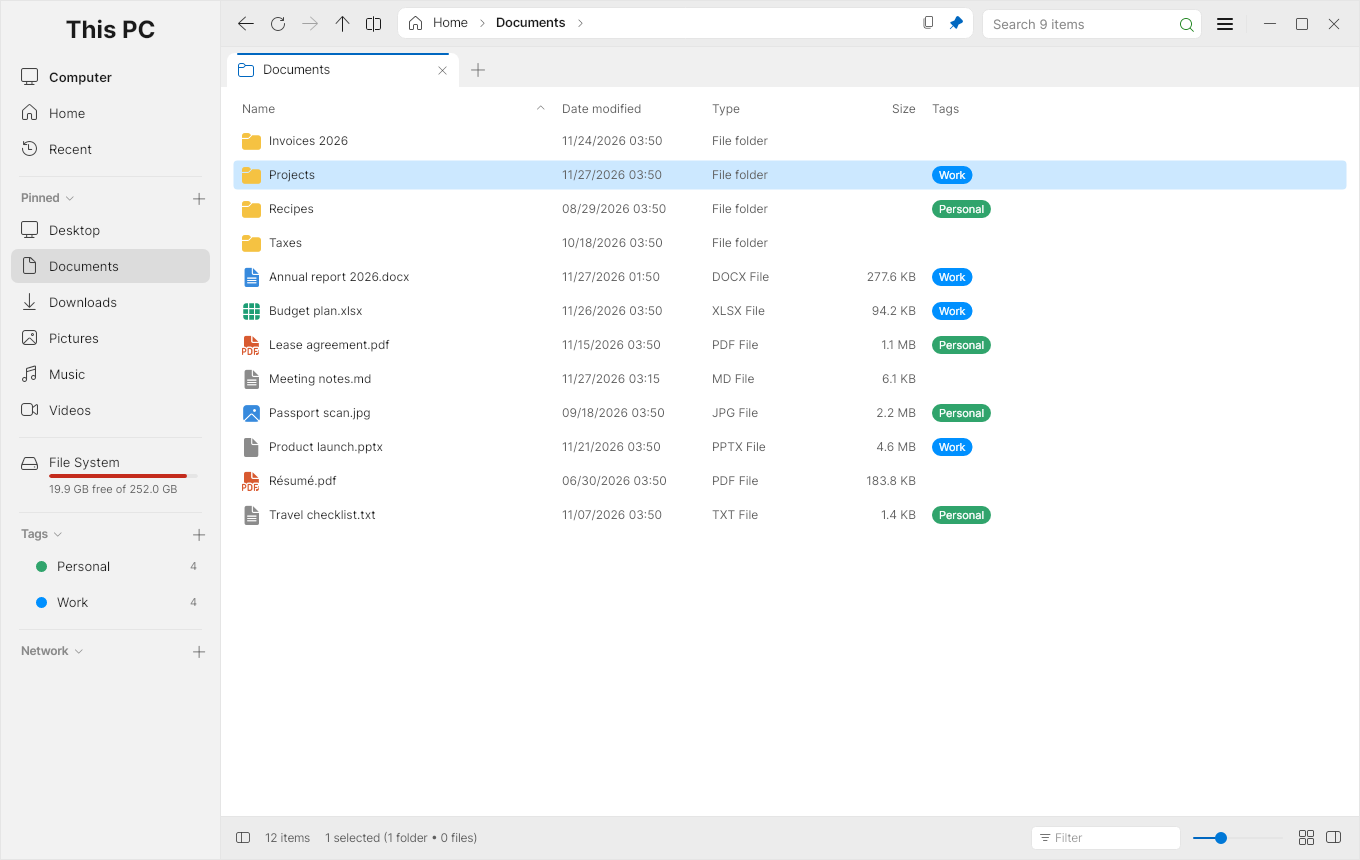 This PC
Computer
Home
Recent
Pinned
Desktop
Documents
Downloads
Pictures
Music
Videos
File System
19.9 GB free of 252.0 GB
Tags
Personal 4
Work 4
Network
Home Documents
Search 9 items
Documents
Name Date modified Type Size Tags
Invoices 2026 11/24/2026 03:50 File folder
Projects 11/27/2026 03:50 File folder Work
Recipes 08/29/2026 03:50 File folder Personal
Taxes 10/18/2026 03:50 File folder
Annual report 2026.docx 11/27/2026 01:50 DOCX File 277.6 KB Work
Budget plan.xlsx 11/26/2026 03:50 XLSX File 94.2 KB Work
PDF Lease agreement.pdf 11/15/2026 03:50 PDF File 1.1 MB Personal
Meeting notes.md 11/27/2026 03:15 MD File 6.1 KB
Passport scan.jpg 09/18/2026 03:50 JPG File 2.2 MB Personal
Product launch.pptx 11/21/2026 03:50 PPTX File 4.6 MB Work
PDF Résumé.pdf 06/30/2026 03:50 PDF File 183.8 KB
Travel checklist.txt 11/07/2026 03:50 TXT File 1.4 KB Personal
12 items 1 selected (1 folder • 0 files)
Filter